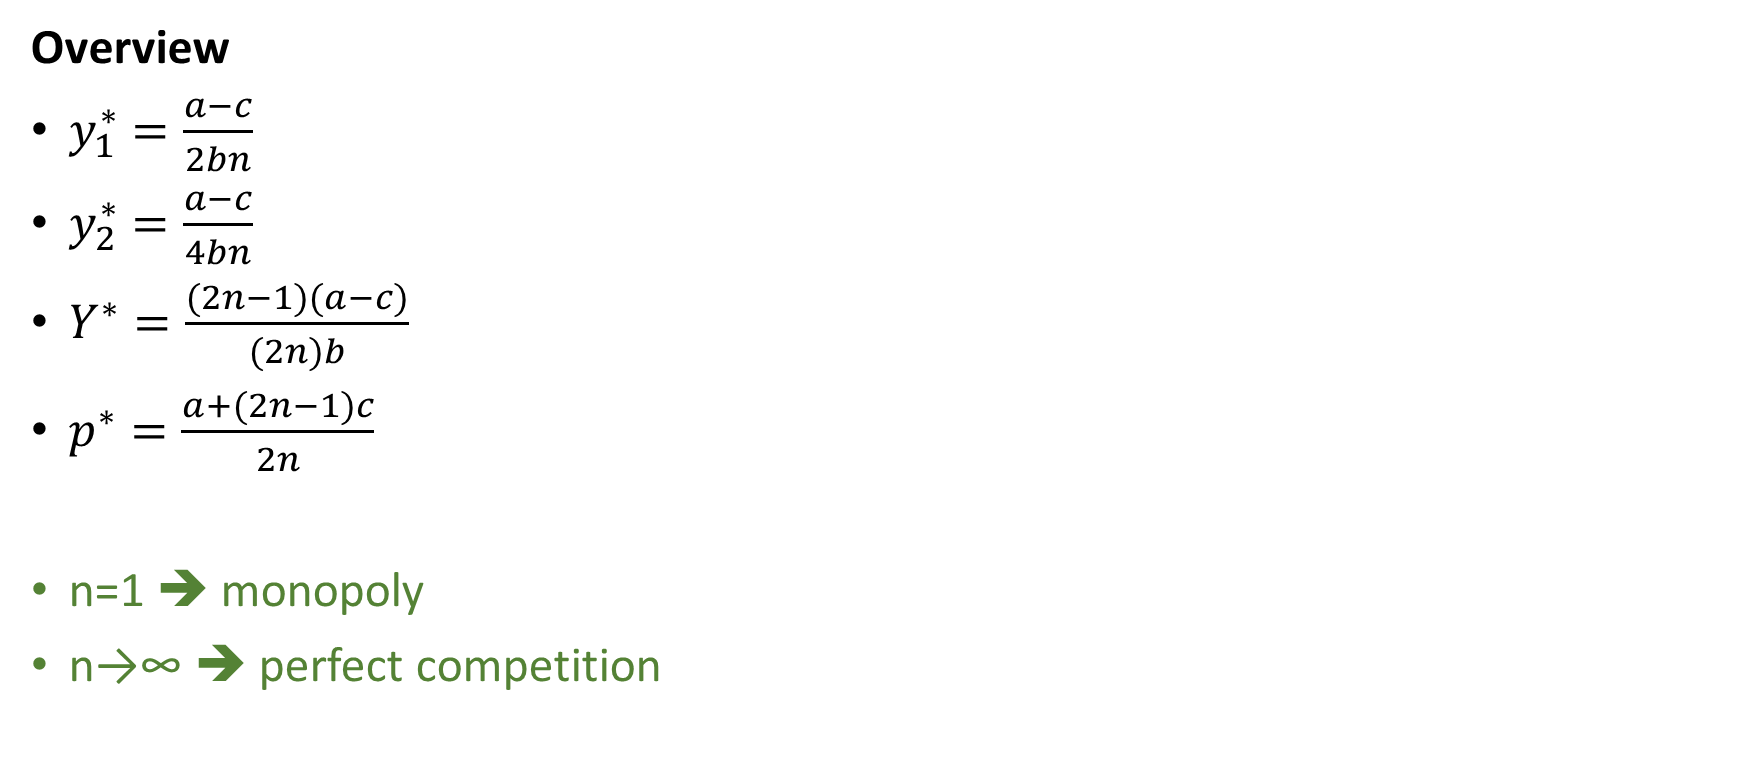 Overview
• y₁* = (a−c)/(2bn)
• y₂* = (a−c)/(4bn)
• Y* = ((2n−1)(a−c))/((2n)b)
• p* = (a+(2n−1)c)/(2n)
• n=1 🡺 monopoly
• n→∞ 🡺 perfect competition